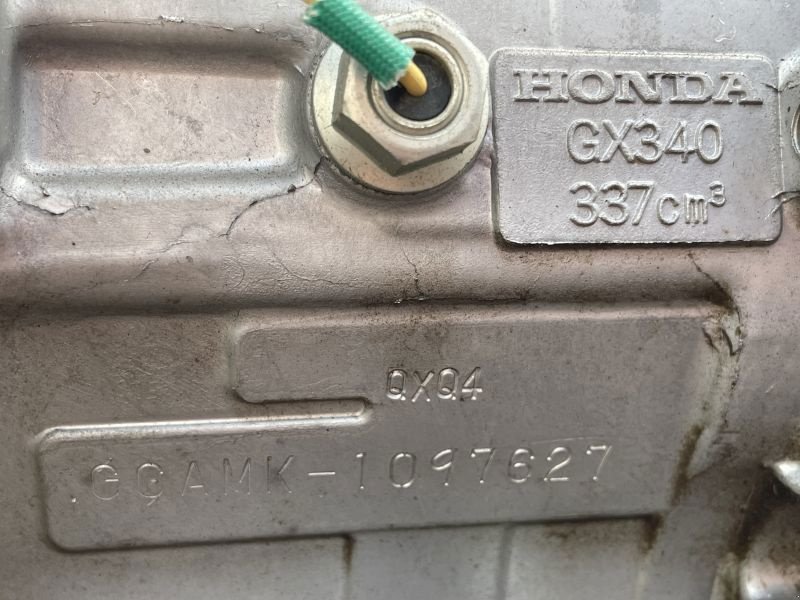 HONDA
GX340
337cm³
QXQ4
GCAMK-1097627